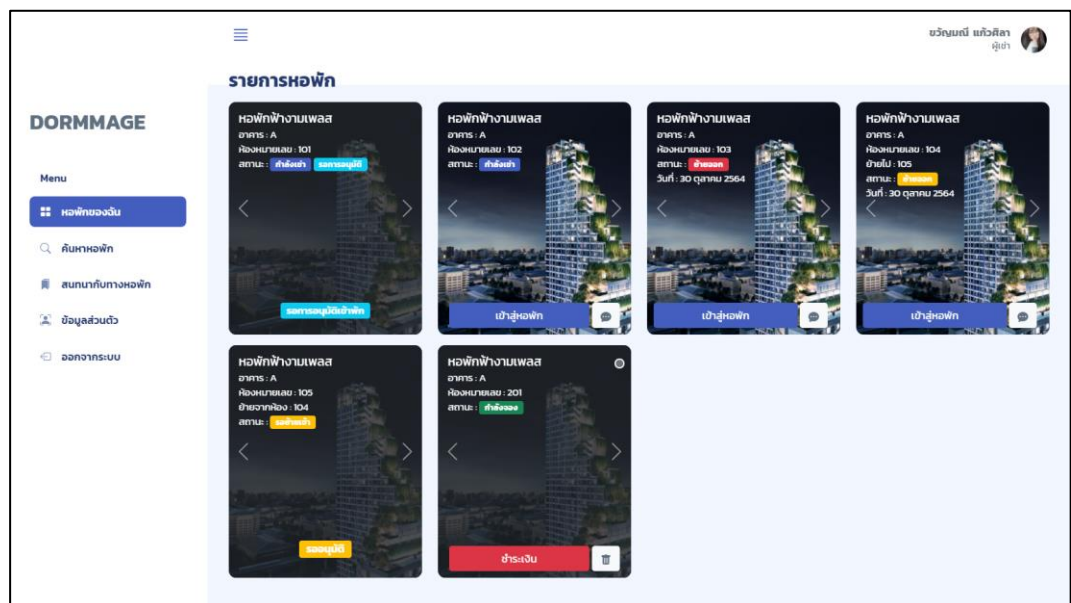 ขวัญมณี แก้วศิลา
ผู้เช่า
รายการหอพัก
DORMMAGE
Menu
หอพักของฉัน
ค้นหาหอพัก
สนทนากับทางหอพัก
ข้อมูลส่วนตัว
ออกจากระบบ
หอพักฟ้างามเพลส
อาคาร : A
ห้องหมายเลข : 101
สถานะ : กำลังเช่า รอการอนุมัติ
รอการอนุมัติเข้าพัก
หอพักฟ้างามเพลส
อาคาร : A
ห้องหมายเลข : 102
สถานะ : กำลังเช่า
เข้าสู่หอพัก
หอพักฟ้างามเพลส
อาคาร : A
ห้องหมายเลข : 103
สถานะ : ย้ายออก
วันที่ : 30 ตุลาคม 2564
เข้าสู่หอพัก
หอพักฟ้างามเพลส
อาคาร : A
ห้องหมายเลข : 104
ย้ายไป : 105
สถานะ : ย้ายออก
วันที่ : 30 ตุลาคม 2564
เข้าสู่หอพัก
หอพักฟ้างามเพลส
อาคาร : A
ห้องหมายเลข : 105
ย้ายจากห้อง : 104
สถานะ : รอย้ายเข้า
รออนุมัติ
หอพักฟ้างามเพลส
อาคาร : A
ห้องหมายเลข : 201
สถานะ : กำลังจอง
ชำระเงิน